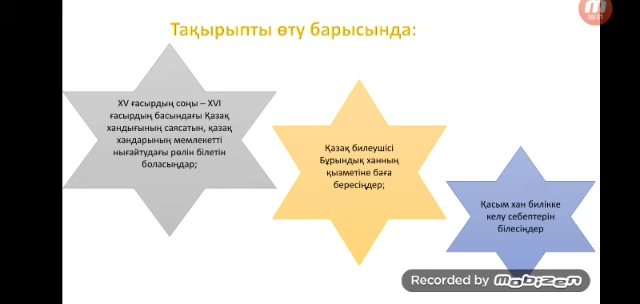 Тақырыпты өту барысында:
XV ғасырдың соңы – XVI
ғасырдың басындағы Қазақ
хандығының саясатын, қазақ
хандарының мемлекетті
нығайтудағы рөлін білетін
боласыңдар;
Қазақ билеушісі
Бұрындық ханның
қызметіне баға
бересіңдер;
Қасым хан билікке
келу себептерін
білесіңдер
Recorded by mobizen